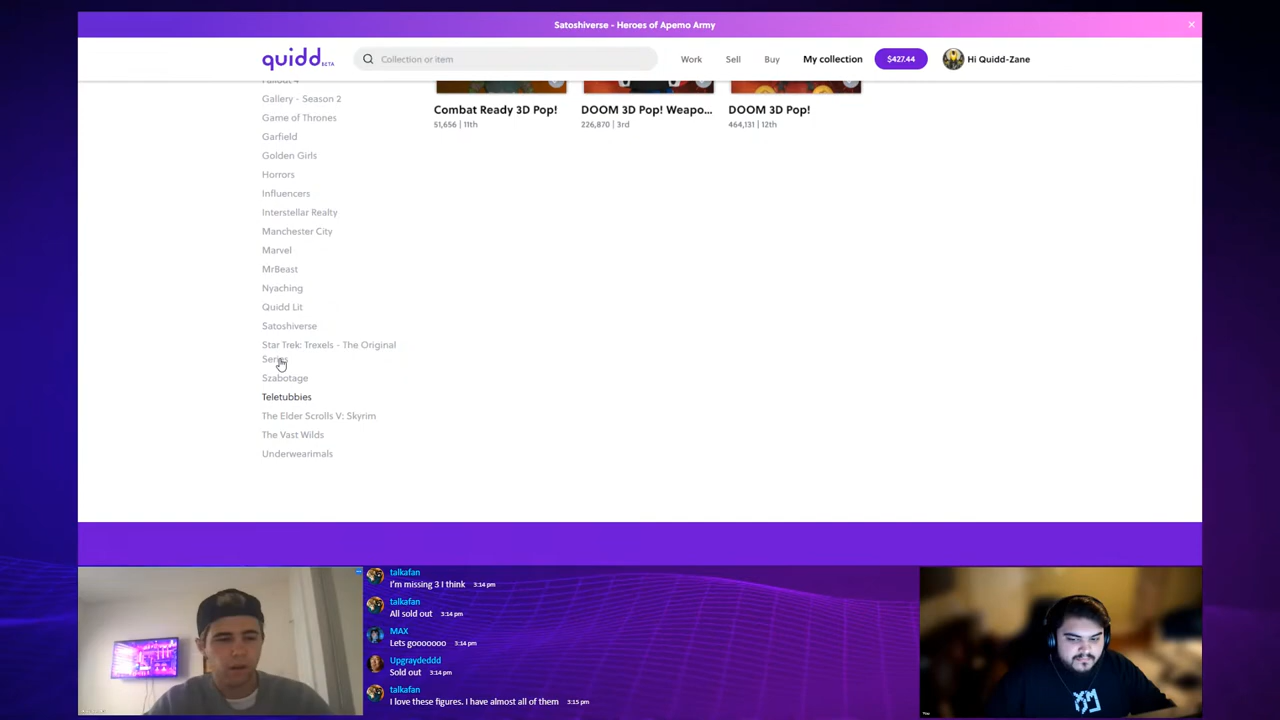 Satoshiverse - Heroes of Apemo Army
quidd
BETA
Collection or item
Work
Sell
Buy
My collection
$427.44
Hi Quidd-Zane
Fallout 4
Gallery - Season 2
Game of Thrones
Garfield
Golden Girls
Horrors
Influencers
Interstellar Realty
Manchester City
Marvel
MrBeast
Nyaching
Quidd Lit
Satoshiverse
Star Trek: Trexels - The Original
Series
Szabotage
Teletubbies
The Elder Scrolls V: Skyrim
The Vast Wilds
Underwearimals
Combat Ready 3D Pop!
51,656 | 11th
DOOM 3D Pop! Weapo...
226,870 | 3rd
DOOM 3D Pop!
464,131 | 12th
talkafan
I'm missing 3 I think 3:14 pm
talkafan
All sold out 3:14 pm
MAX
Lets gooooooo 3:14 pm
Upgraydeddd
Sold out 3:14 pm
talkafan
I love these figures. I have almost all of them 3:15 pm